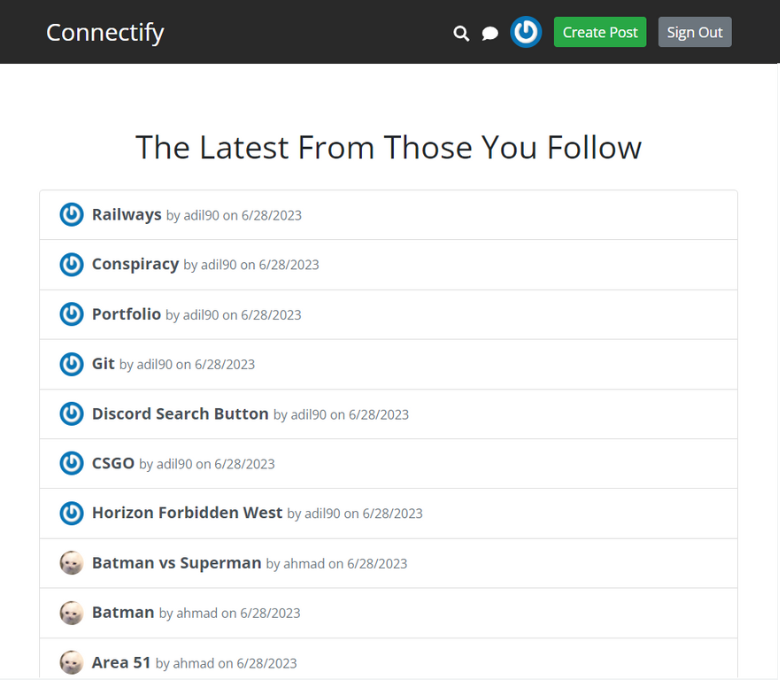 Connectify
Create Post
Sign Out
The Latest From Those You Follow
Railways by adil90 on 6/28/2023
Conspiracy by adil90 on 6/28/2023
Portfolio by adil90 on 6/28/2023
Git by adil90 on 6/28/2023
Discord Search Button by adil90 on 6/28/2023
CSGO by adil90 on 6/28/2023
Horizon Forbidden West by adil90 on 6/28/2023
Batman vs Superman by ahmad on 6/28/2023
Batman by ahmad on 6/28/2023
Area 51 by ahmad on 6/28/2023